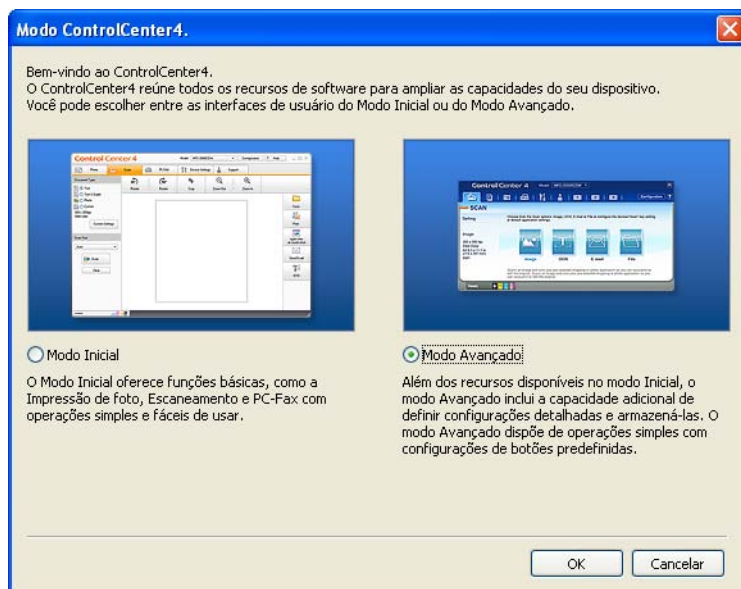 Modo ControlCenter4.
Bem-vindo ao ControlCenter4.
O ControlCenter4 reúne todos os recursos de software para ampliar as capacidades do seu dispositivo.
Você pode escolher entre as interfaces de usuário do Modo Inicial ou do Modo Avançado.
Control Center 4
Control Center 4
SCAN
Image
OCR
E-mail
File
Modo Inicial
O Modo Inicial oferece funções básicas, como a
Impressão de foto, Escaneamento e PC-Fax com
operações simples e fáceis de usar.
Modo Avançado
Além dos recursos disponíveis no modo Inicial, o
modo Avançado inclui a capacidade adicional de
definir configurações detalhadas e armazená-las. O
modo Avançado dispõe de operações simples com
configurações de botões predefinidas.
OK
Cancelar